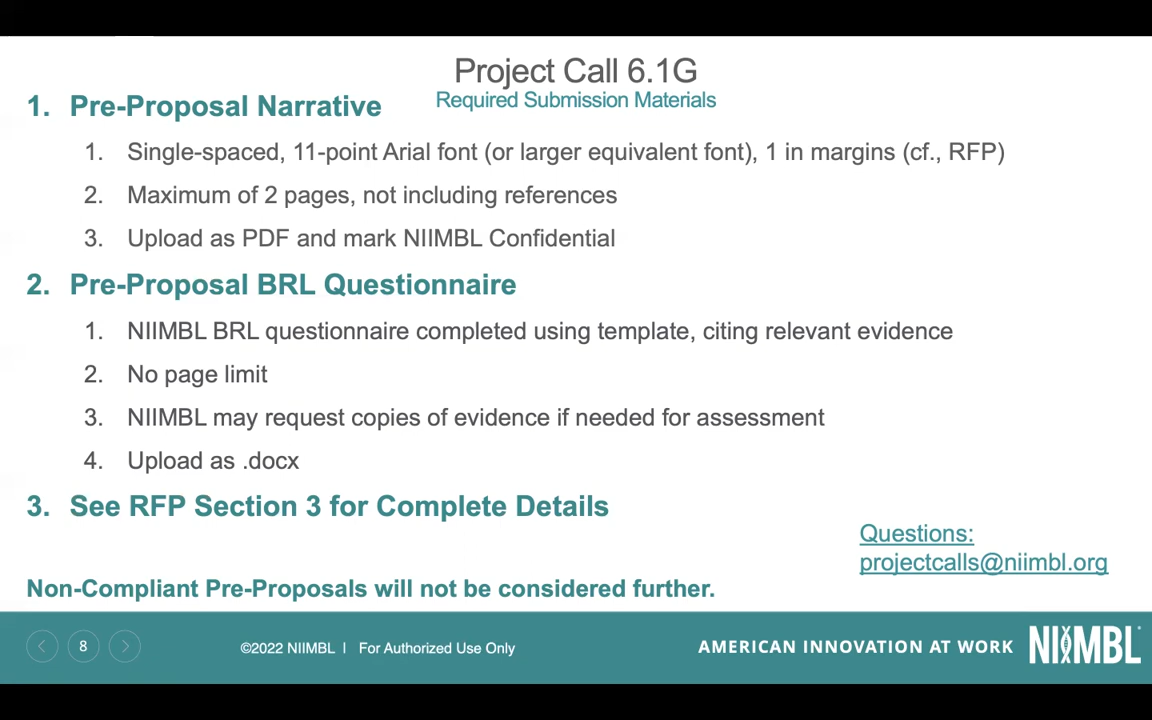 Project Call 6.1G
Required Submission Materials
1. Pre-Proposal Narrative
1. Single-spaced, 11-point Arial font (or larger equivalent font), 1 in margins (cf., RFP)
2. Maximum of 2 pages, not including references
3. Upload as PDF and mark NIIMBL Confidential
2. Pre-Proposal BRL Questionnaire
1. NIIMBL BRL questionnaire completed using template, citing relevant evidence
2. No page limit
3. NIIMBL may request copies of evidence if needed for assessment
4. Upload as .docx
3. See RFP Section 3 for Complete Details
Questions:
projectcalls@niimbl.org
Non-Compliant Pre-Proposals will not be considered further.
8
©2022 NIIMBL | For Authorized Use Only
AMERICAN INNOVATION AT WORK
NIIMBL